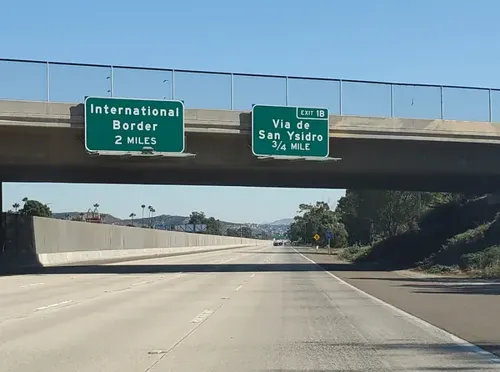 International
Border
2 MILES
EXIT 1B
Via de
San Ysidro
3/4 MILE